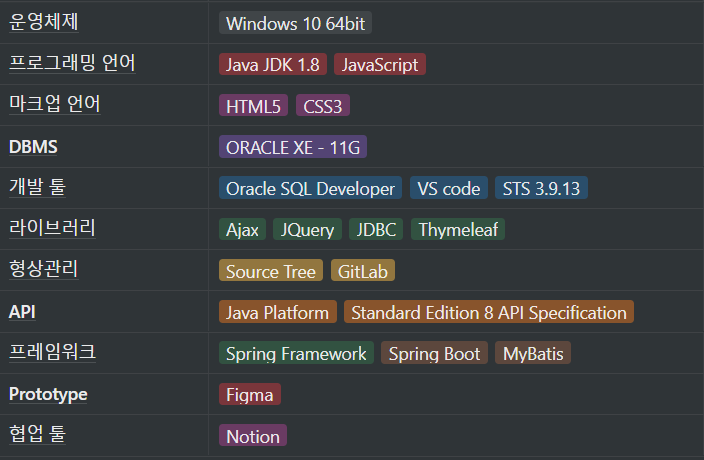 운영체제 Windows 10 64bit
프로그래밍 언어 Java JDK 1.8 JavaScript
마크업 언어 HTML5 CSS3
DBMS ORACLE XE - 11G
개발 툴 Oracle SQL Developer VS code STS 3.9.13
라이브러리 Ajax JQuery JDBC Thymeleaf
형상관리 Source Tree GitLab
API Java Platform Standard Edition 8 API Specification
프레임워크 Spring Framework Spring Boot MyBatis
Prototype Figma
협업 툴 Notion